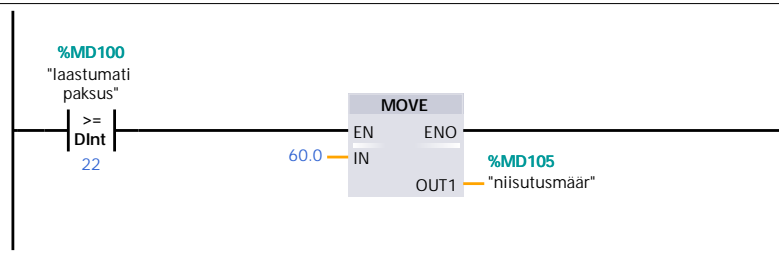 %MD100
"laastumati
paksus"
>=
DInt
22
MOVE
EN ENO
60.0 IN
%MD105
OUT1 "niisutusmäär"